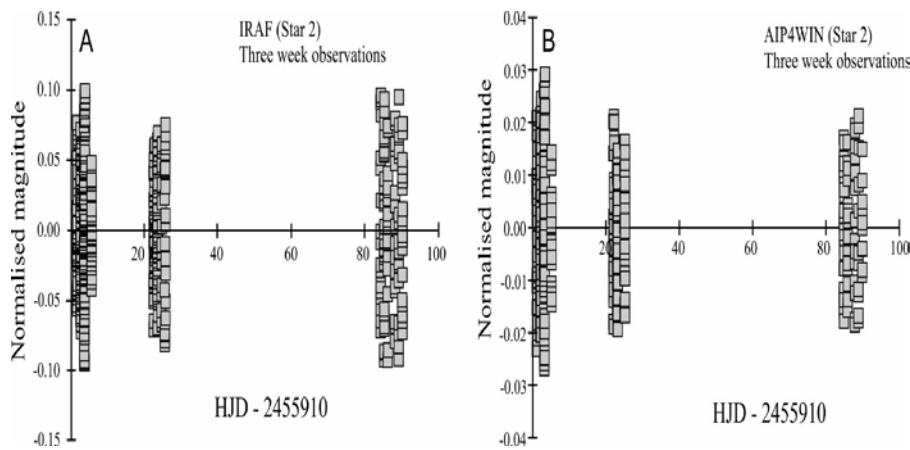 A
IRAF (Star 2)
Three week observations
0.15
0.10
0.05
0.00
-0.05
-0.10
-0.15
20
40
60
80
100
Normalised magnitude
HJD - 2455910
B
AIP4WIN (Star 2)
Three week observations
0.04
0.03
0.02
0.01
0.00
-0.01
-0.02
-0.03
-0.04
20
40
60
80
100
Normalised magnitude
HJD - 2455910